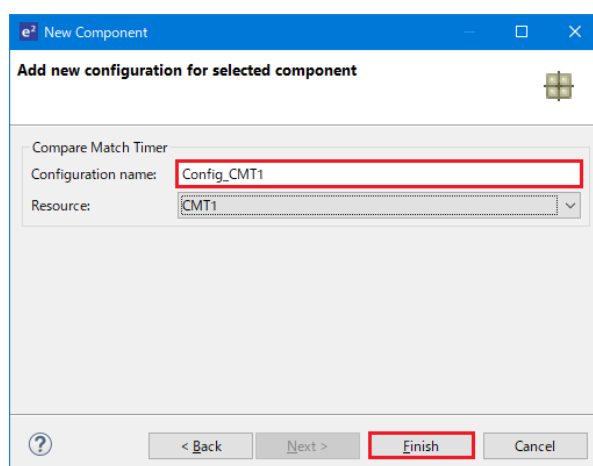 e² New Component
Add new configuration for selected component
Compare Match Timer
Configuration name: Config_CMT1
Resource: CMT1
? < Back Next > Finish Cancel